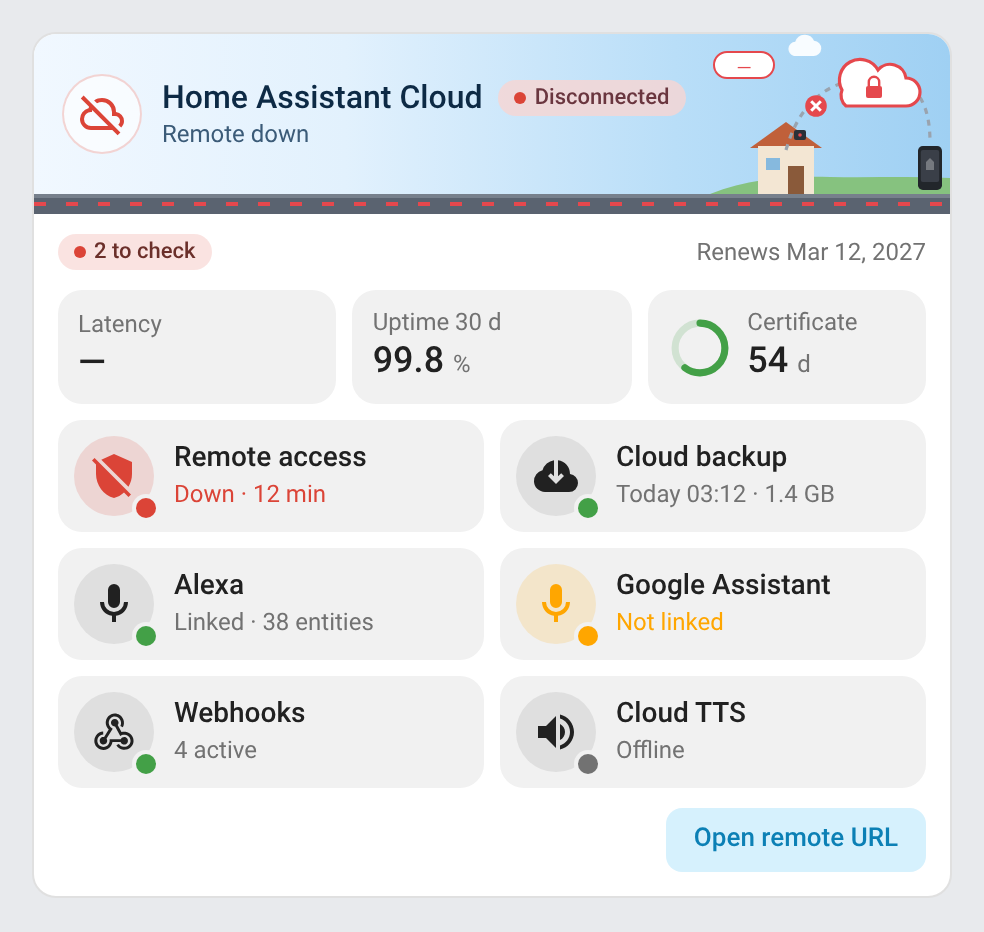 Home Assistant Cloud
Disconnected
Remote down
—
2 to check
Renews Mar 12, 2027
Latency
—
Uptime 30 d
99.8 %
Certificate
54 d
Remote access
Down · 12 min
Cloud backup
Today 03:12 · 1.4 GB
Alexa
Linked · 38 entities
Google Assistant
Not linked
Webhooks
4 active
Cloud TTS
Offline
Open remote URL